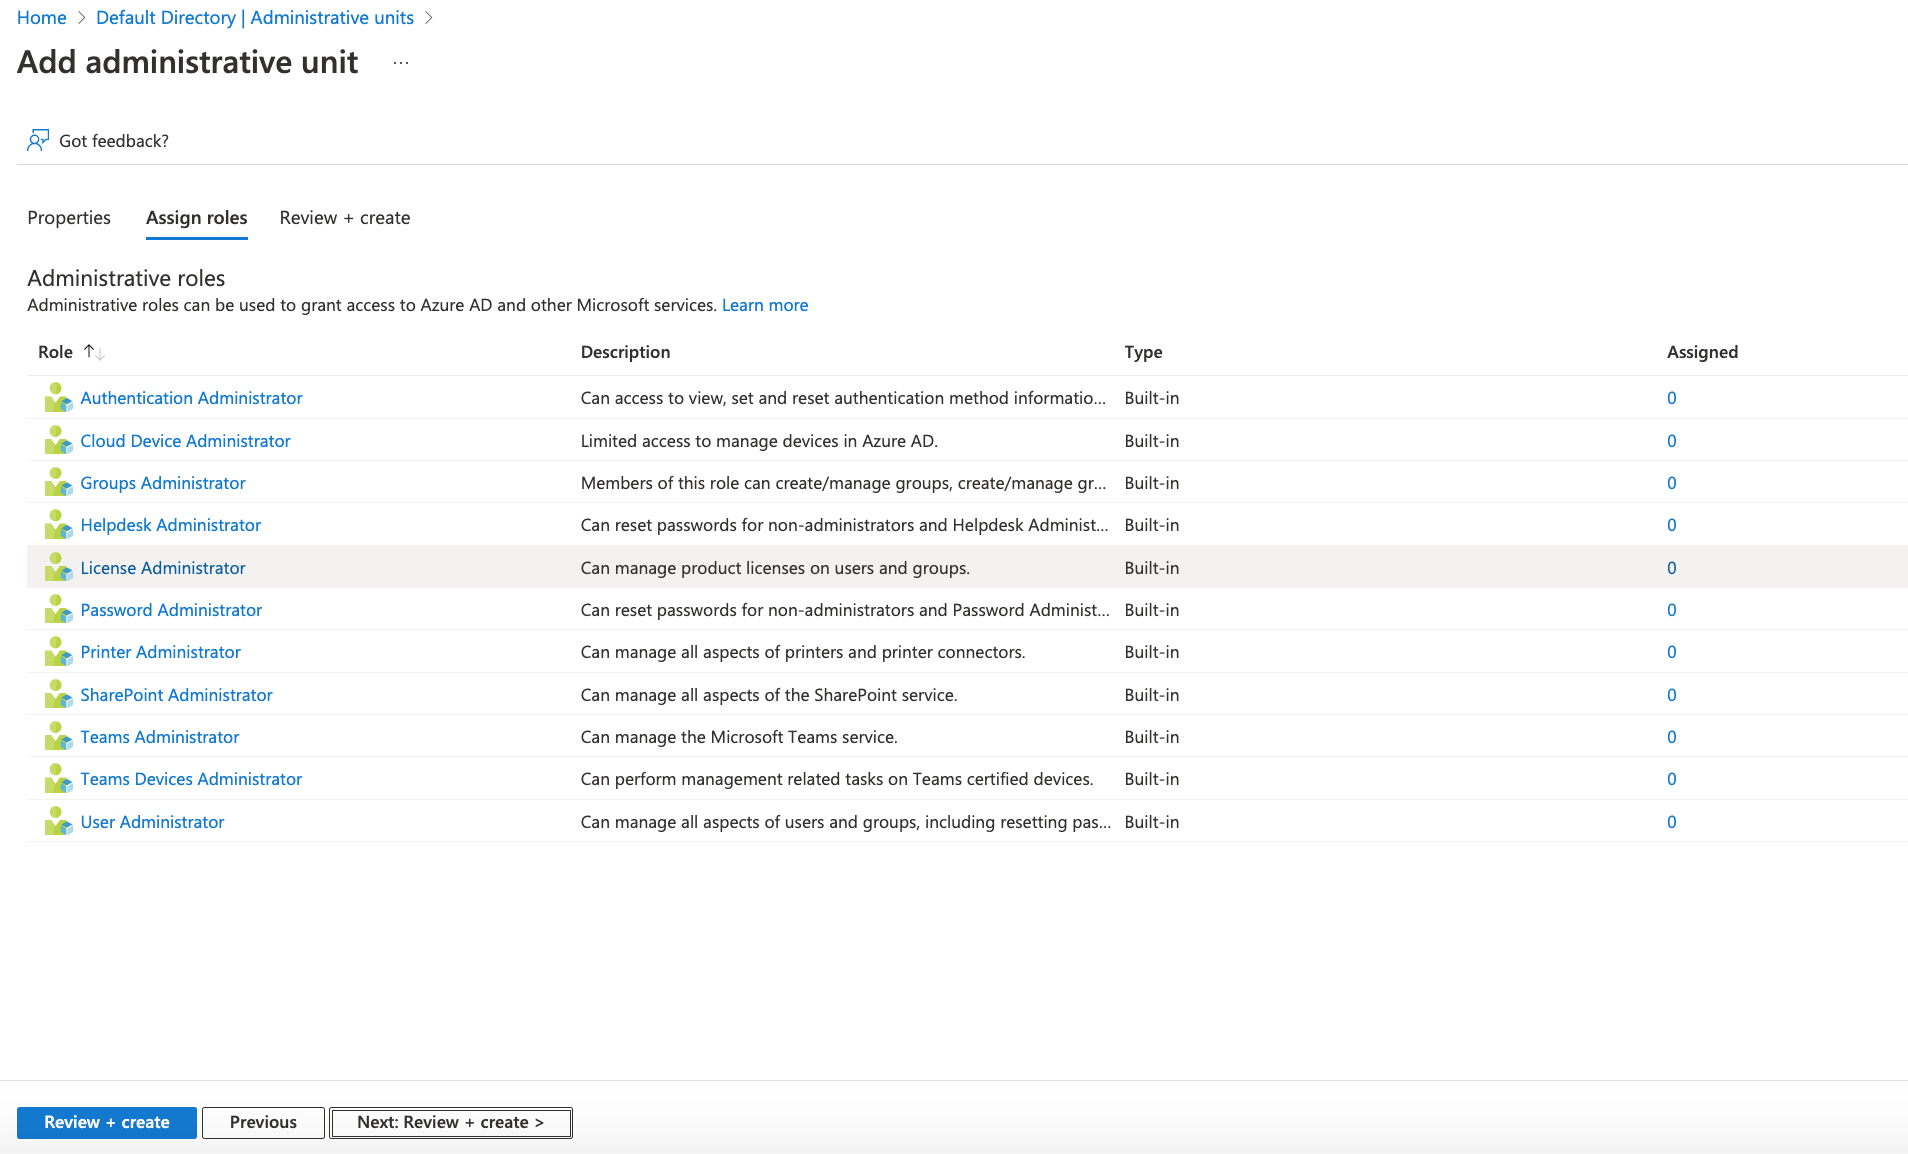 Home > Default Directory | Administrative units >
Add administrative unit ...
Got feedback?
Properties Assign roles Review + create
Administrative roles
Administrative roles can be used to grant access to Azure AD and other Microsoft services. Learn more
Role ↑↓ Description Type Assigned
Authentication Administrator Can access to view, set and reset authentication method informatio... Built-in 0
Cloud Device Administrator Limited access to manage devices in Azure AD. Built-in 0
Groups Administrator Members of this role can create/manage groups, create/manage gr... Built-in 0
Helpdesk Administrator Can reset passwords for non-administrators and Helpdesk Administ... Built-in 0
License Administrator Can manage product licenses on users and groups. Built-in 0
Password Administrator Can reset passwords for non-administrators and Password Administ... Built-in 0
Printer Administrator Can manage all aspects of printers and printer connectors. Built-in 0
SharePoint Administrator Can manage all aspects of the SharePoint service. Built-in 0
Teams Administrator Can manage the Microsoft Teams service. Built-in 0
Teams Devices Administrator Can perform management related tasks on Teams certified devices. Built-in 0
User Administrator Can manage all aspects of users and groups, including resetting pas... Built-in 0
Review + create Previous Next: Review + create >